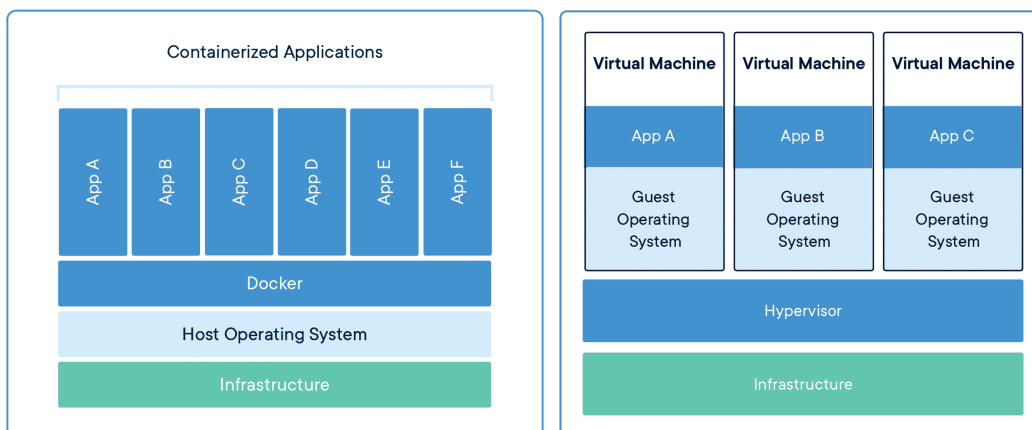 Containerized Applications
App A
App B
App C
App D
App E
App F
Docker
Host Operating System
Infrastructure
Virtual Machine
App A
Guest
Operating
System
Virtual Machine
App B
Guest
Operating
System
Virtual Machine
App C
Guest
Operating
System
Hypervisor
Infrastructure